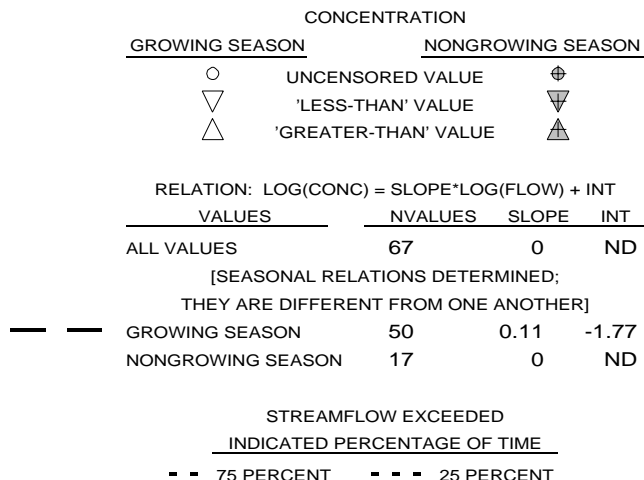 CONCENTRATION
GROWING SEASON NONGROWING SEASON
UNCENSORED VALUE
'LESS-THAN' VALUE
'GREATER-THAN' VALUE
RELATION: LOG(CONC) = SLOPE*LOG(FLOW) + INT
VALUES NVALUES SLOPE INT
ALL VALUES 67 0 ND
[SEASONAL RELATIONS DETERMINED;
THEY ARE DIFFERENT FROM ONE ANOTHER]
GROWING SEASON 50 0.11 -1.77
NONGROWING SEASON 17 0 ND
STREAMFLOW EXCEEDED
INDICATED PERCENTAGE OF TIME
75 PERCENT 25 PERCENT